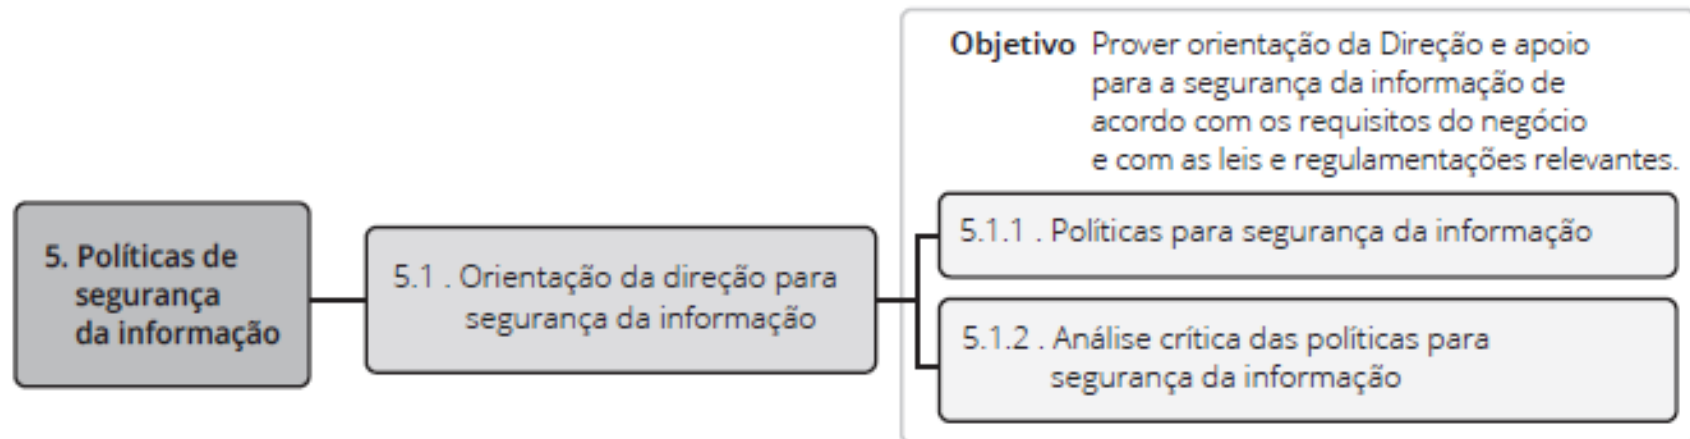 Objetivo Prover orientação da Direção e apoio
para a segurança da informação de
acordo com os requisitos do negócio
e com as leis e regulamentações relevantes.
5. Políticas de
segurança
da informação
5.1 . Orientação da direção para
segurança da informação
5.1.1 . Políticas para segurança da informação
5.1.2 . Análise crítica das políticas para
segurança da informação